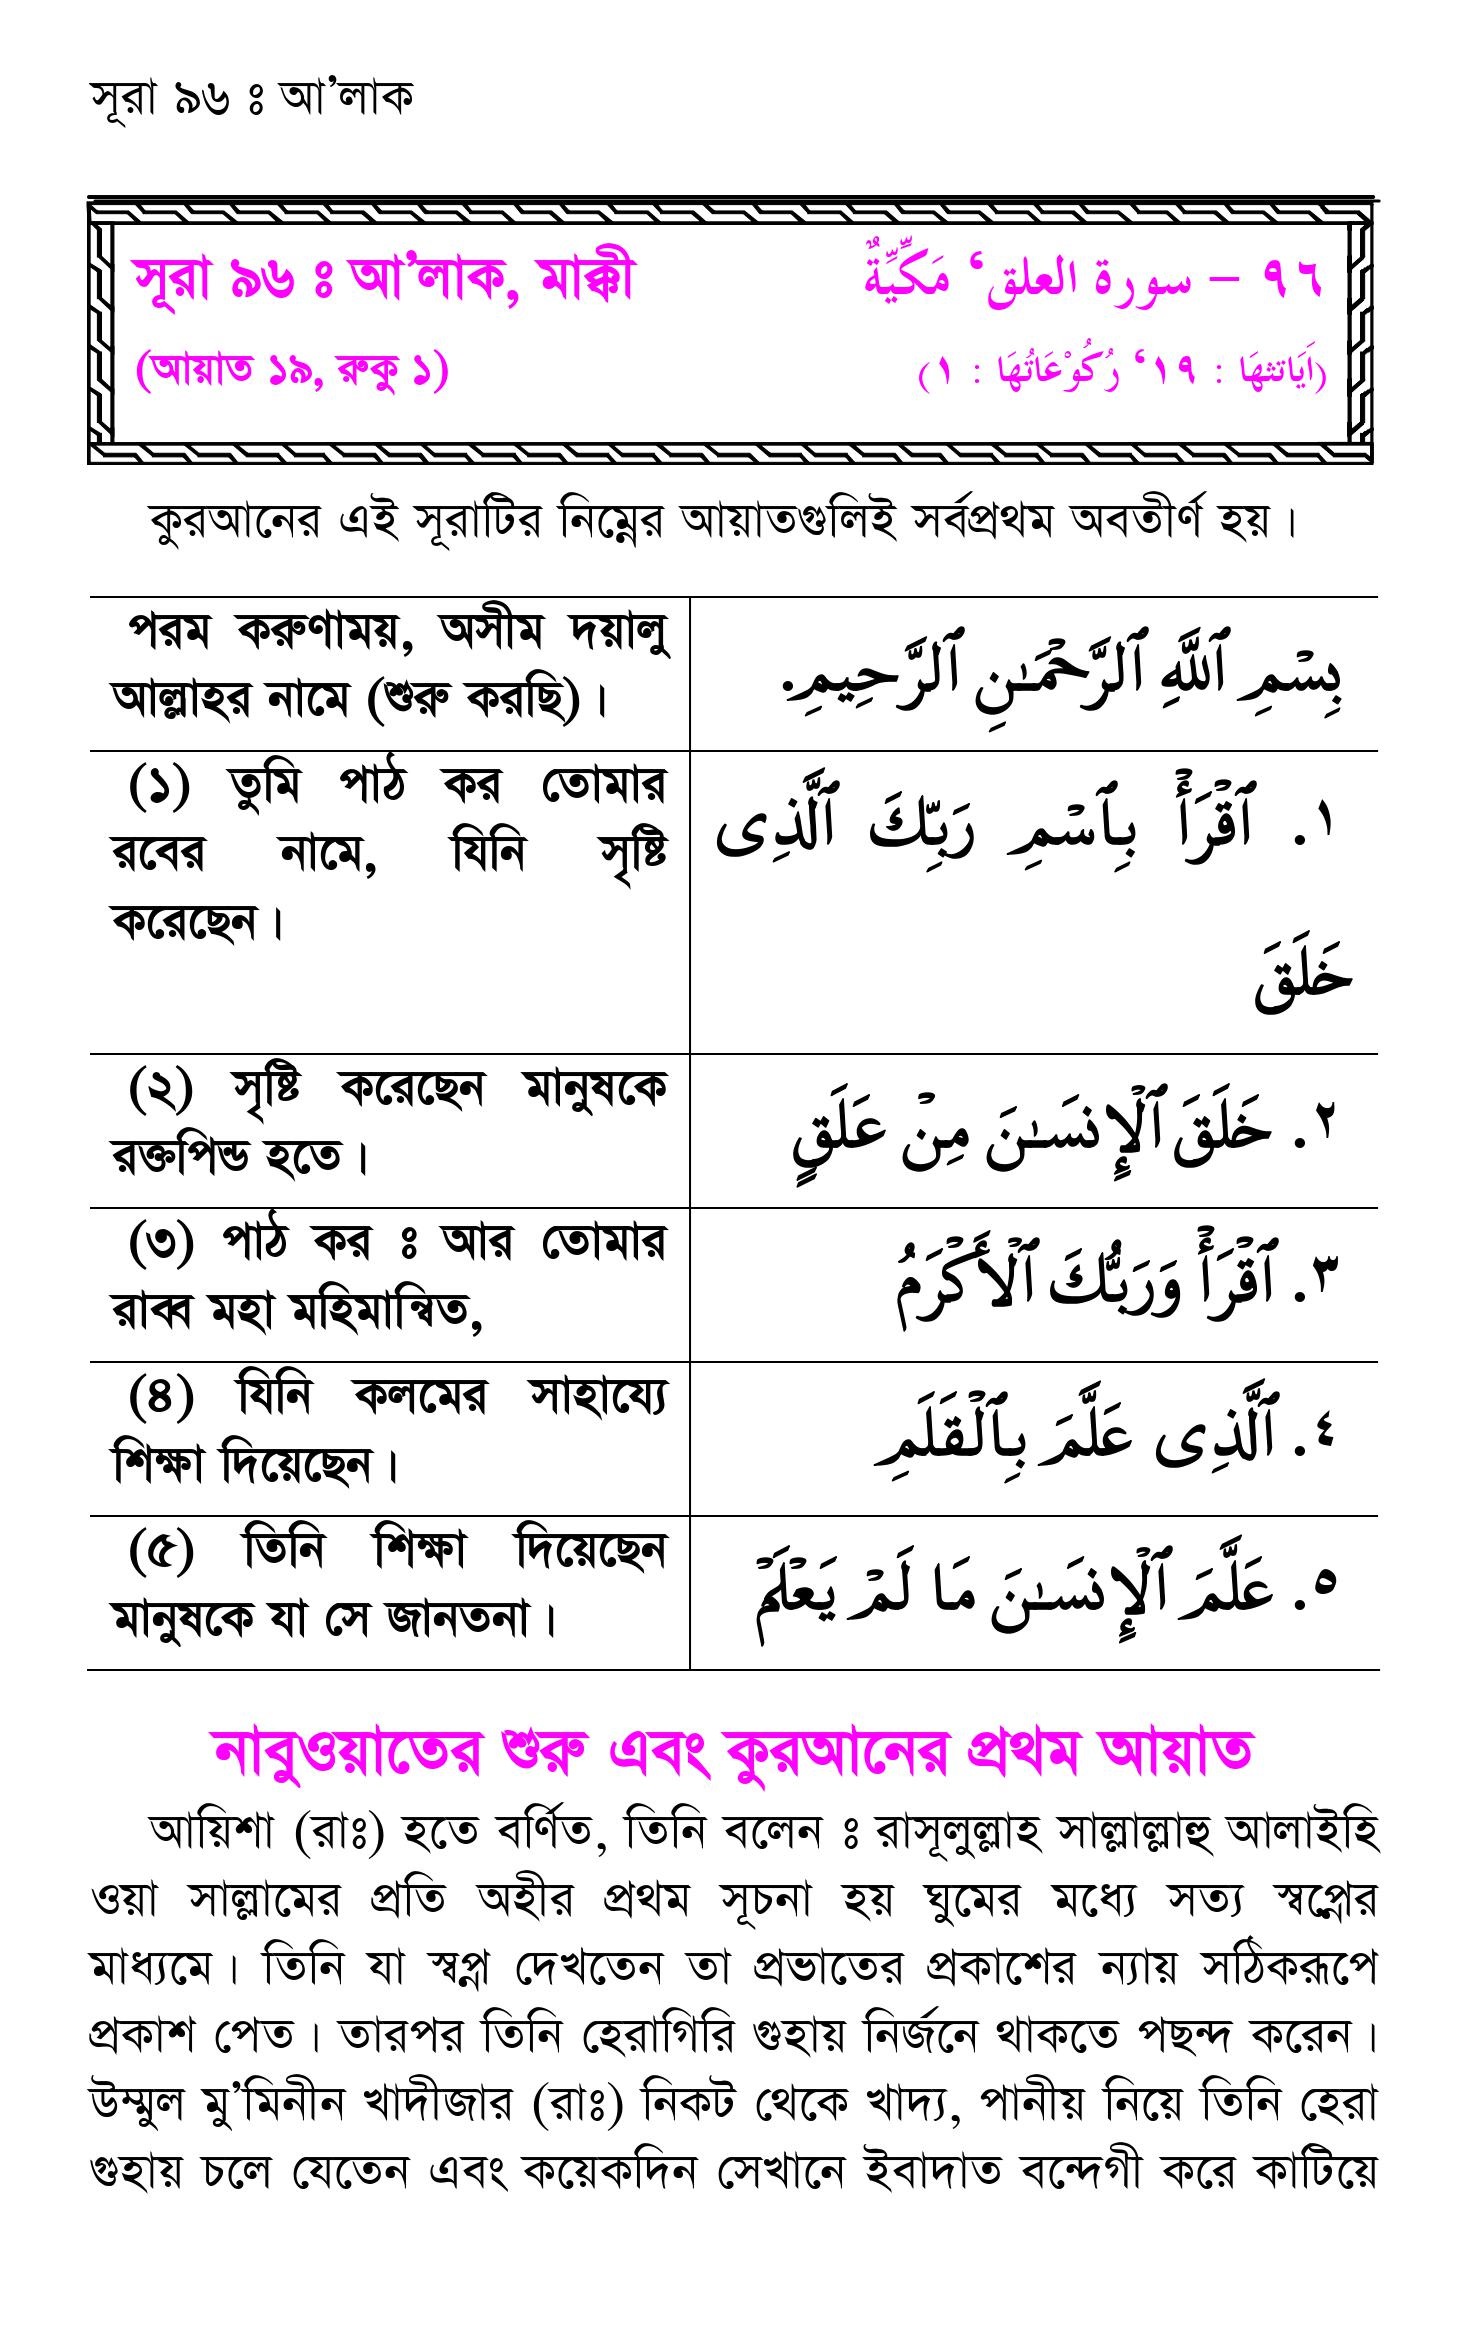 সূরা ৯৬ ঃ আ’লাক
সূরা ৯৬ ঃ আ’লাক, মাক্কী
٩٦ – سورة العلق‘ مَكِّيَّةٌ
(আয়াত ১৯, রুকু ১)
(اَيَاتثهَا : ١٩‘ رُكُوْعَاتُهَا : ١)
কুরআনের এই সূরাটির নিম্নের আয়াতগুলিই সর্বপ্রথম অবতীর্ণ হয়।
পরম করুণাময়, অসীম দয়ালু
আল্লাহর নামে (শুরু করছি)।
بِسْمِ ٱللَّهِ ٱلرَّحْمَـٰنِ ٱلرَّحِيمِ.
(১) তুমি পাঠ কর তোমার
রবের নামে, যিনি সৃষ্টি
করেছেন।
١. ٱقْرَأْ بِٱسْمِ رَبِّكَ ٱلَّذِى
خَلَقَ
(২) সৃষ্টি করেছেন মানুষকে
রক্তপিন্ড হতে।
٢. خَلَقَ ٱلْإِنسَـٰنَ مِنْ عَلَقٍ
(৩) পাঠ কর ঃ আর তোমার
রাব্ব মহা মহিমান্বিত,
٣. ٱقْرَأْ وَرَبُّكَ ٱلْأَكْرَمُ
(৪) যিনি কলমের সাহায্যে
শিক্ষা দিয়েছেন।
٤. ٱلَّذِى عَلَّمَ بِٱلْقَلَمِ
(৫) তিনি শিক্ষা দিয়েছেন
মানুষকে যা সে জানতনা।
٥. عَلَّمَ ٱلْإِنسَـٰنَ مَا لَمْ يَعْلَمْ
নাবুওয়াতের শুরু এবং কুরআনের প্রথম আয়াত
আয়িশা (রাঃ) হতে বর্ণিত, তিনি বলেন ঃ রাসূলুল্লাহ সাল্লাল্লাহু আলাইহি
ওয়া সাল্লামের প্রতি অহীর প্রথম সূচনা হয় ঘুমের মধ্যে সত্য স্বপ্নের
মাধ্যমে। তিনি যা স্বপ্ন দেখতেন তা প্রভাতের প্রকাশের ন্যায় সঠিকরূপে
প্রকাশ পেত। তারপর তিনি হেরাগিরি গুহায় নির্জনে থাকতে পছন্দ করেন।
উম্মুল মু’মিনীন খাদীজার (রাঃ) নিকট থেকে খাদ্য, পানীয় নিয়ে তিনি হেরা
গুহায় চলে যেতেন এবং কয়েকদিন সেখানে ইবাদাত বন্দেগী করে কাটিয়ে